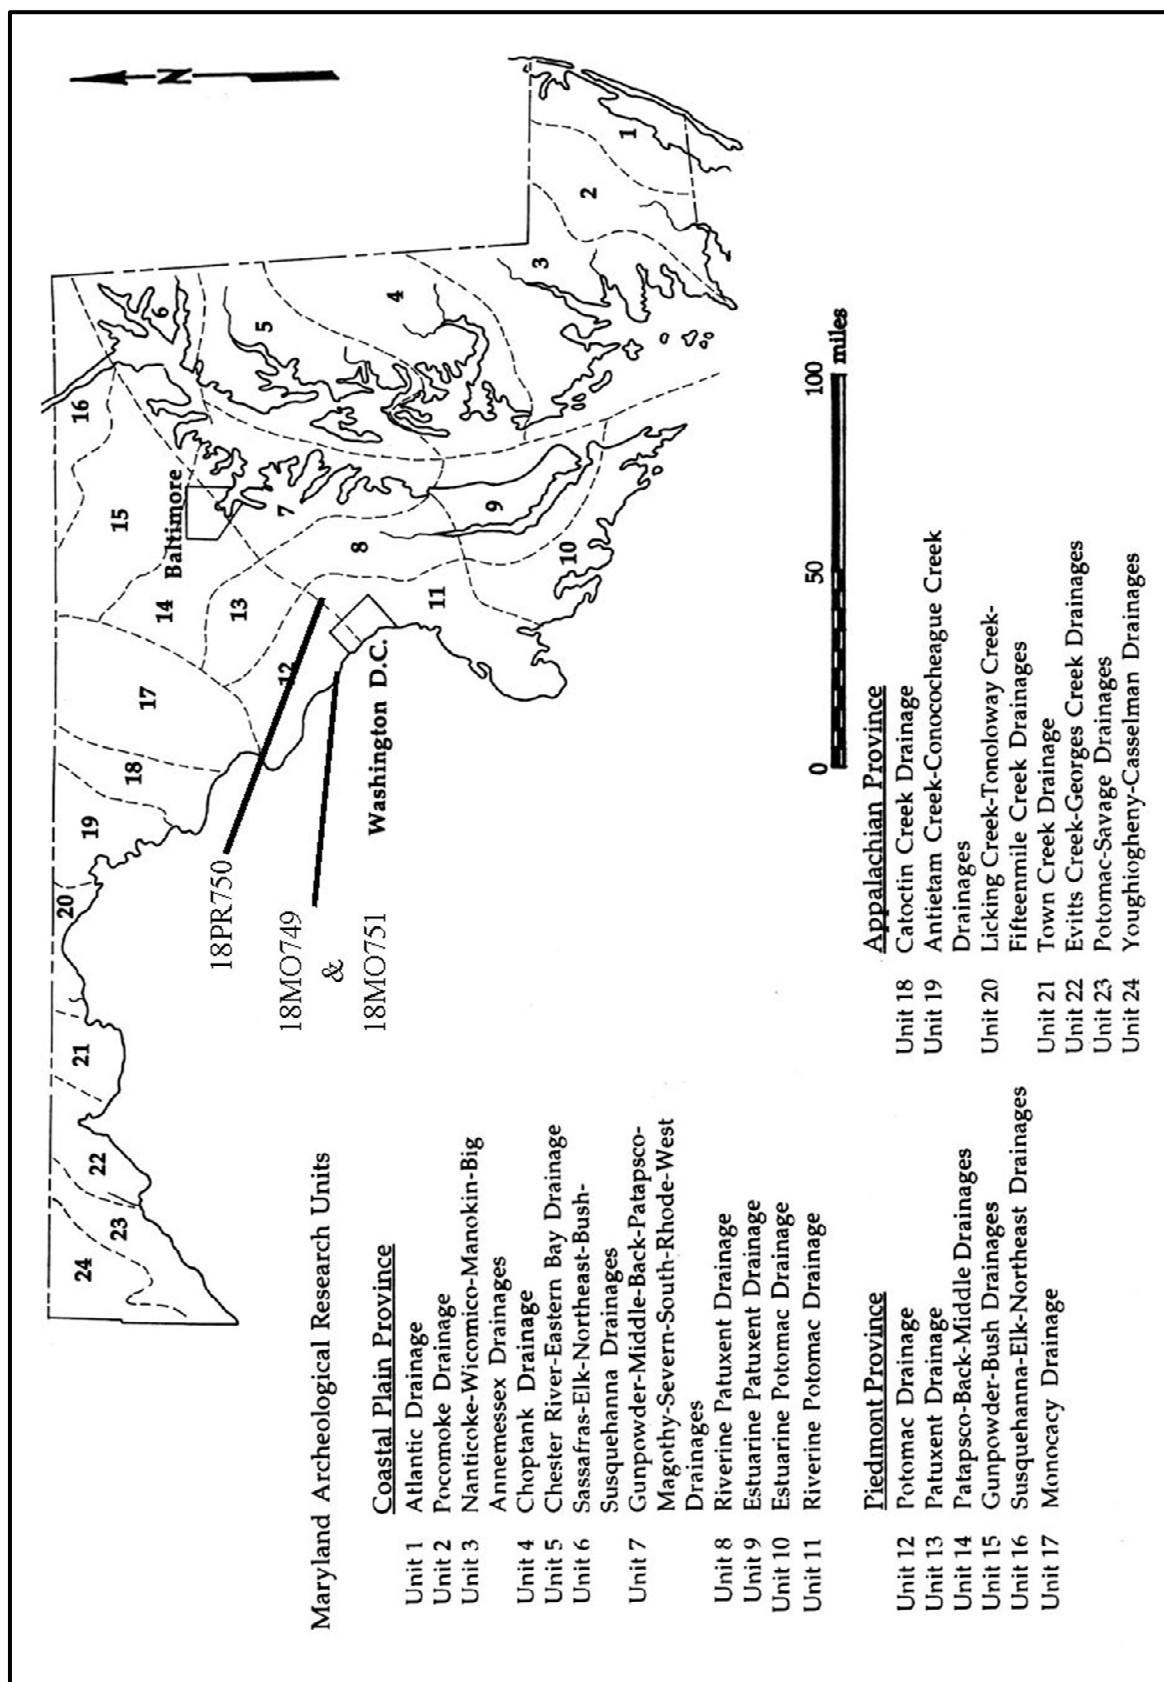 N
24
23
22
21
20
19
18
17
16
15
14
13
12
11
10
9
8
7
6
5
4
3
2
1
Baltimore
Washington D.C.
18PR750
18MO749
&
18MO751
0
50
100
miles
Maryland Archeological Research Units
Coastal Plain Province
Unit 1 Atlantic Drainage
Unit 2 Pocomoke Drainage
Unit 3 Nanticoke-Wicomico-Manokin-Big
Annemessex Drainages
Unit 4 Choptank Drainage
Unit 5 Chester River-Eastern Bay Drainage
Unit 6 Sassafras-Elk-Northeast-Bush-
Susquehanna Drainages
Unit 7 Gunpowder-Middle-Back-Patapsco-
Magothy-Severn-South-Rhode-West
Drainages
Unit 8 Riverine Patuxent Drainage
Unit 9 Estuarine Patuxent Drainage
Unit 10 Estuarine Potomac Drainage
Unit 11 Riverine Potomac Drainage
Piedmont Province
Unit 12 Potomac Drainage
Unit 13 Patuxent Drainage
Unit 14 Patapsco-Back-Middle Drainages
Unit 15 Gunpowder-Bush Drainages
Unit 16 Susquehanna-Elk-Northeast Drainages
Unit 17 Monocacy Drainage
Appalachian Province
Unit 18 Catoctin Creek Drainage
Unit 19 Antietam Creek-Conococheague Creek
Drainages
Unit 20 Licking Creek-Tonoloway Creek-
Fifteenmile Creek Drainages
Unit 21 Town Creek Drainage
Unit 22 Evitts Creek-Georges Creek Drainages
Unit 23 Potomac-Savage Drainages
Unit 24 Youghiogheny-Casselman Drainages